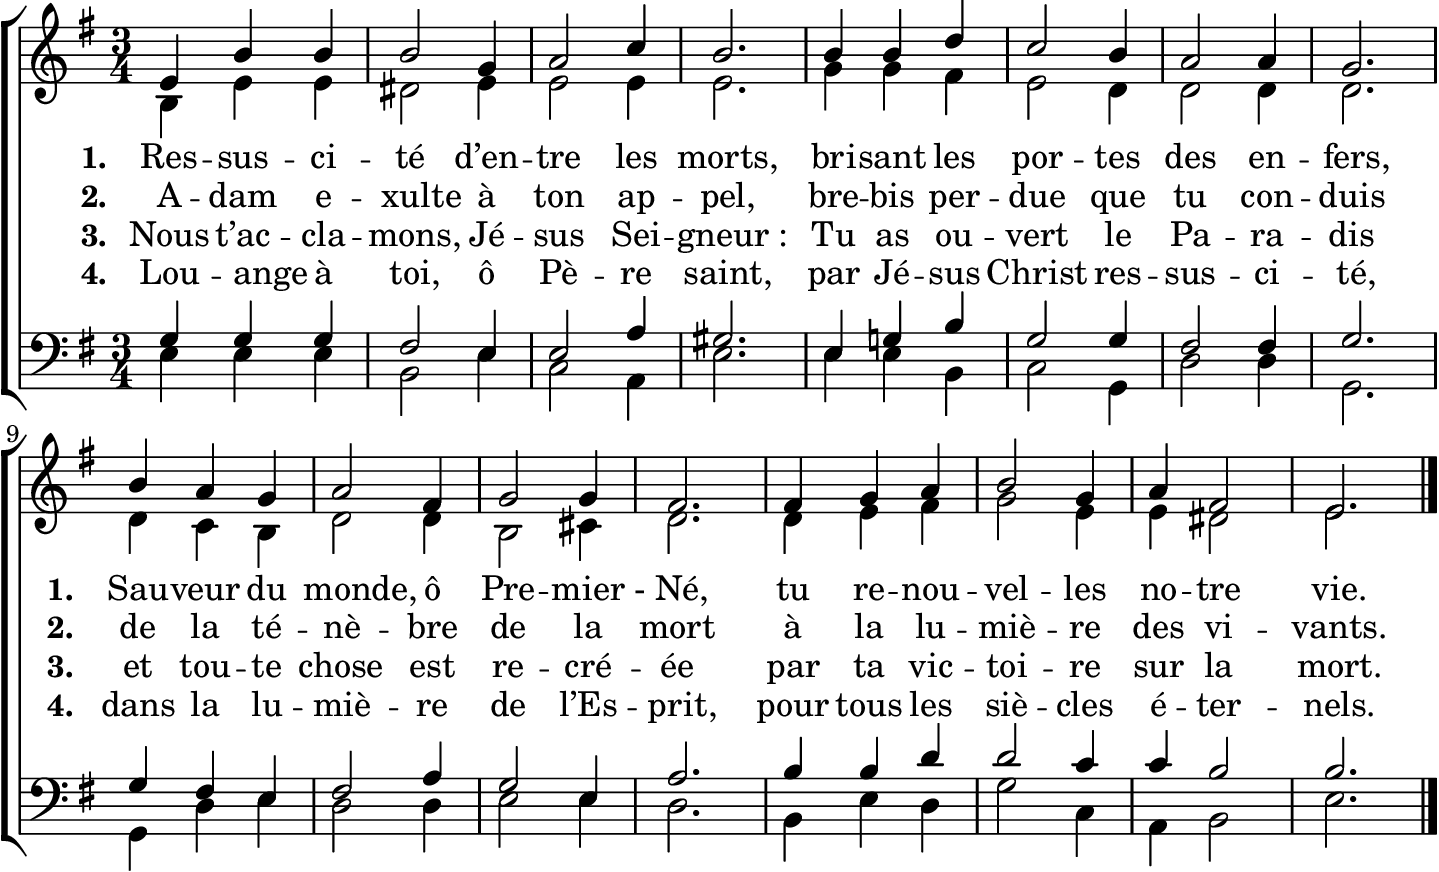 1. Res -- sus -- ci -- té d’en -- tre les morts, bri -- sant les por -- tes des en -- fers,
2. A -- dam e -- xulte à ton ap -- pel, bre -- bis per -- due que tu con -- duis
3. Nous t’ac -- cla -- mons, Jé -- sus Sei -- gneur : Tu as ou -- vert le Pa -- ra -- dis
4. Lou -- ange à toi, ô Pè -- re saint, par Jé -- sus Christ res -- sus -- ci -- té,
9
1. Sau -- veur du monde, ô Pre -- mier - Né, tu re -- nou -- vel -- les no -- tre vie.
2. de la té -- nè -- bre de la mort à la lu -- miè -- re des vi -- vants.
3. et tou -- te chose est re -- cré -- ée par ta vic -- toi -- re sur la mort.
4. dans la lu -- miè -- re de l’Es -- prit, pour tous les siè -- cles é -- ter -- nels.